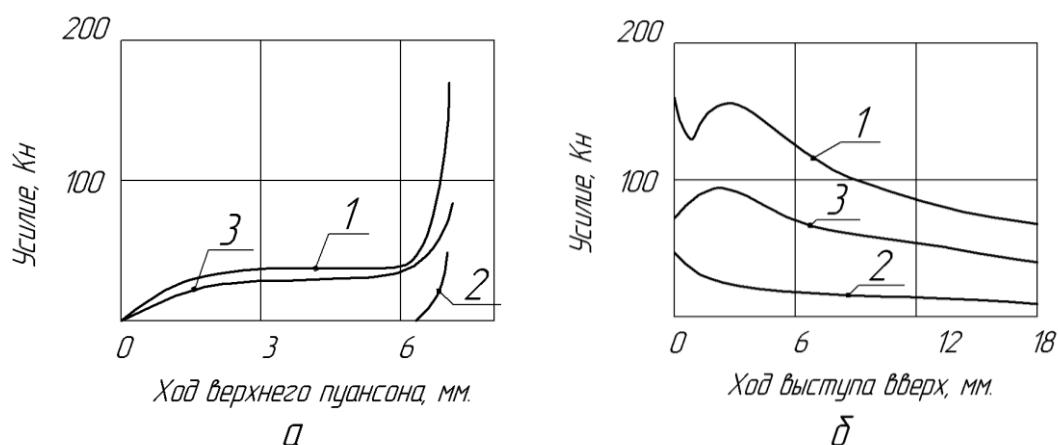 200
100
Усилие, Кн
3
1
2
0 3 6
Ход верхнего пуансона, мм.
а
200
100
Усилие, Кн
1
3
2
0 6 12 18
Ход выступа вверх, мм.
б